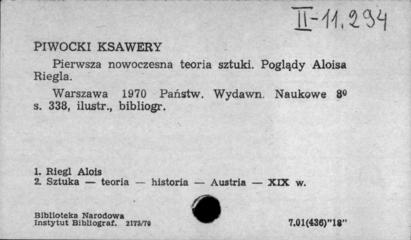 II-11.294
PIWOCKI KSAWERY
Pierwsza nowoczesna teoria sztuki. Poglądy Aloisa
Riegla.
Warszawa 1970 Państw. Wydawn. Naukowe 8º
s. 338, ilustr., bibliogr.
1. Riegl Alois
2. Sztuka — teoria — historia — Austria — XIX w.
Biblioteka Narodowa
Instytut Bibliograf. 2173/70
7.01(436)"18"